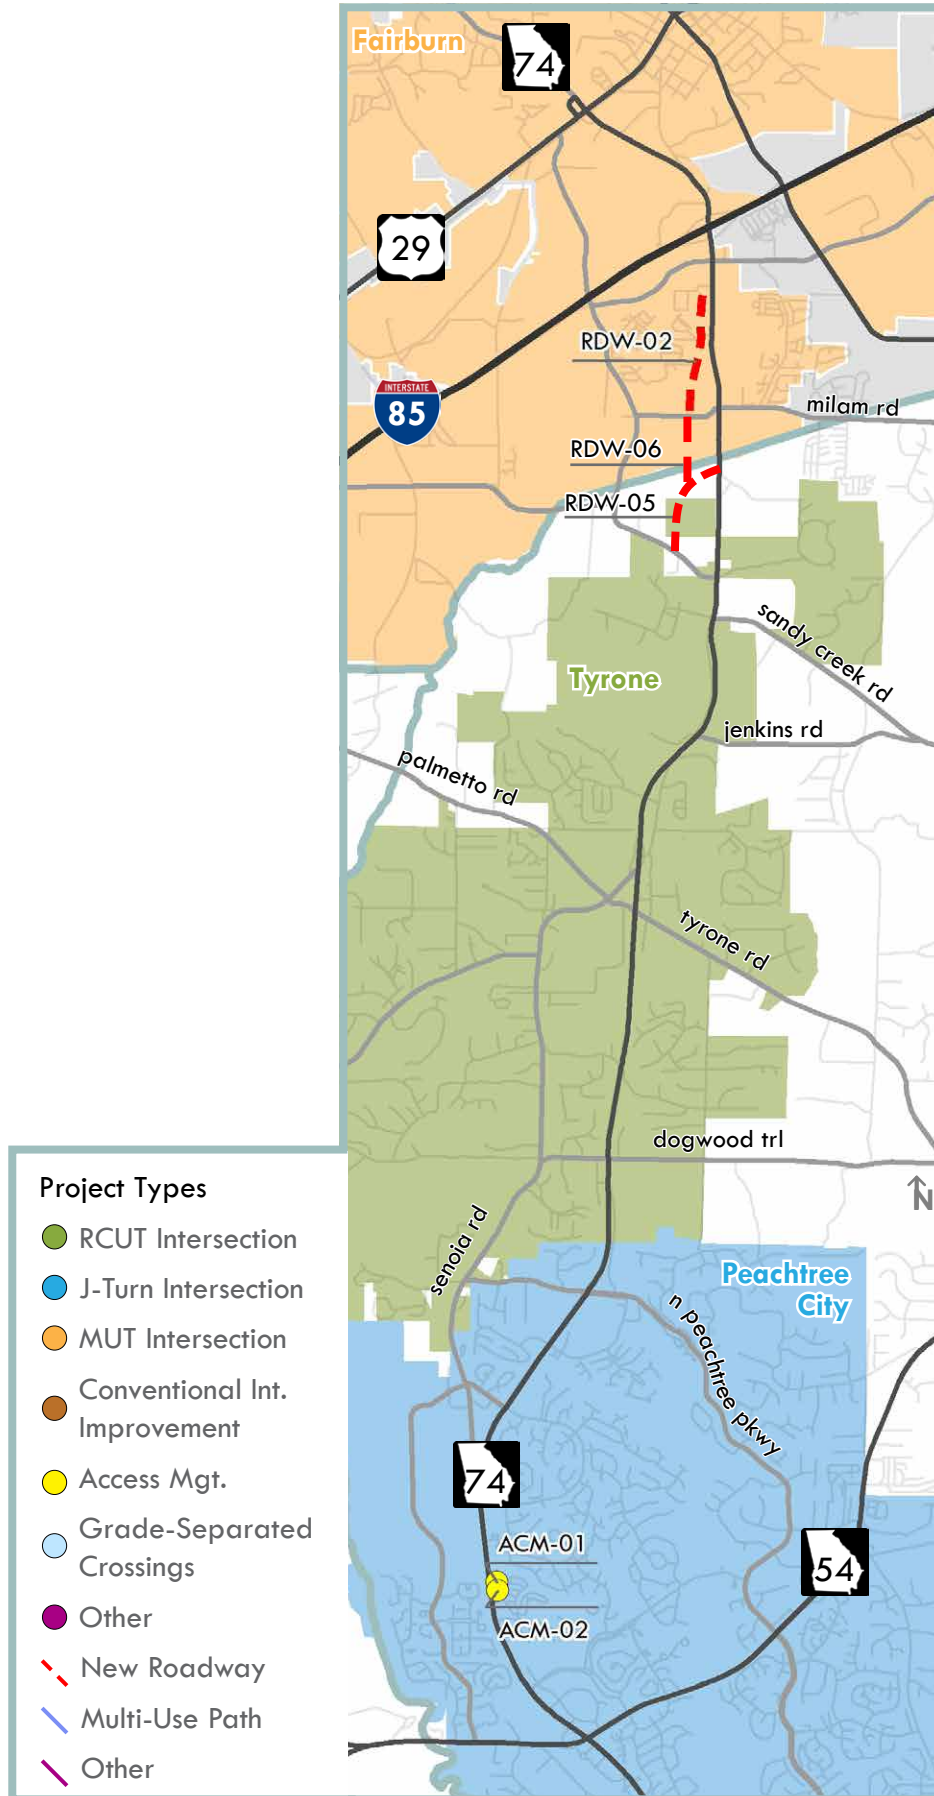 Fairburn
74
29
RDW-02
INTERSTATE
85
milam rd
RDW-06
RDW-05
sandy creek rd
Tyrone
jenkins rd
palmetto rd
tyrone rd
dogwood trl
N
senoia rd
Peachtree
City
n peachtree pkwy
74
ACM-01
54
ACM-02
Project Types
RCUT Intersection
J-Turn Intersection
MUT Intersection
Conventional Int.
Improvement
Access Mgt.
Grade-Separated
Crossings
Other
New Roadway
Multi-Use Path
Other